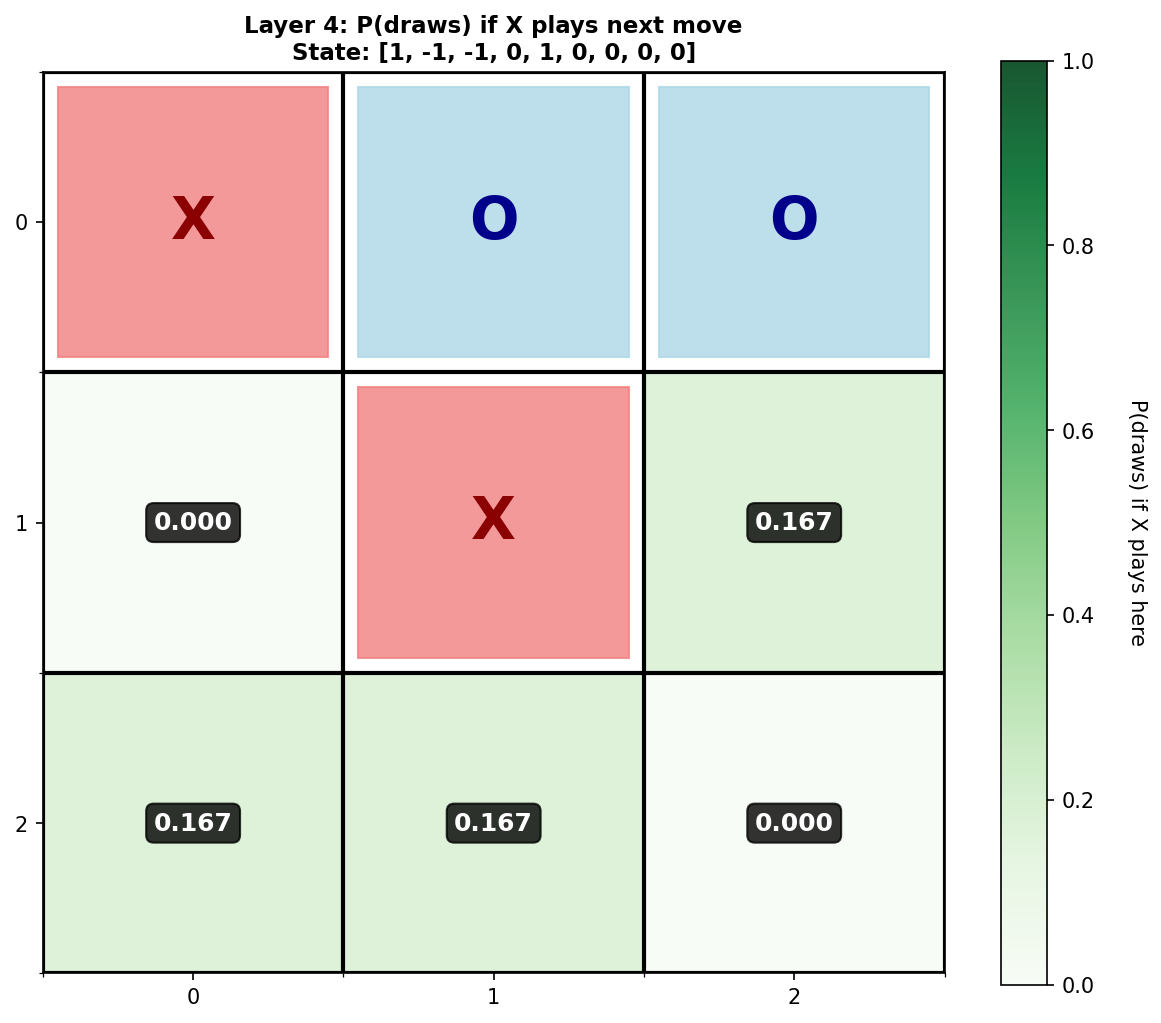 Layer 4: P(draws) if X plays next move
State: [1, -1, -1, 0, 1, 0, 0, 0, 0]
1.0
0.8
0.6
0.4
0.2
0.0
P(draws) if X plays here
0
X
O
O
1
0.000
X
0.167
2
0.167
0.167
0.000
0
1
2